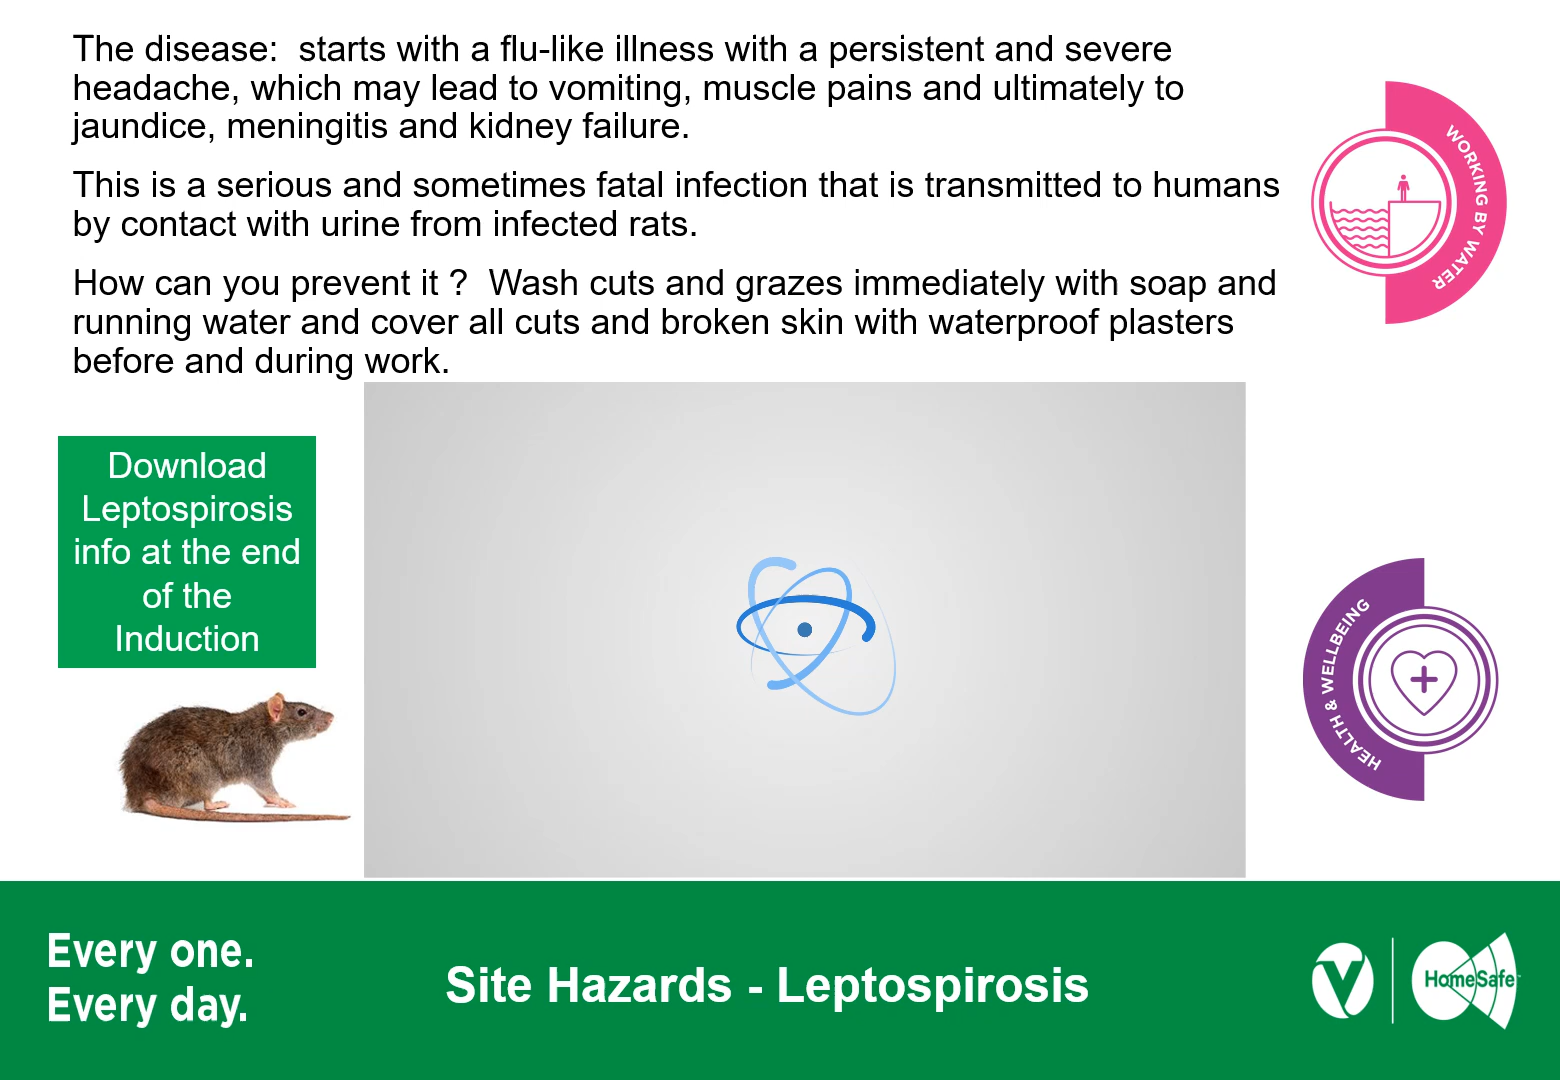 The disease:  starts with a flu-like illness with a persistent and severe
headache, which may lead to vomiting, muscle pains and ultimately to
jaundice, meningitis and kidney failure.
This is a serious and sometimes fatal infection that is transmitted to humans
by contact with urine from infected rats.
How can you prevent it ?  Wash cuts and grazes immediately with soap and
running water and cover all cuts and broken skin with waterproof plasters
before and during work.
WORKING BY WATER
Download
Leptospirosis
info at the end
of the
Induction
HEALTH & WELLBEING
Every one.
Every day.
Site Hazards - Leptospirosis
HomeSafe